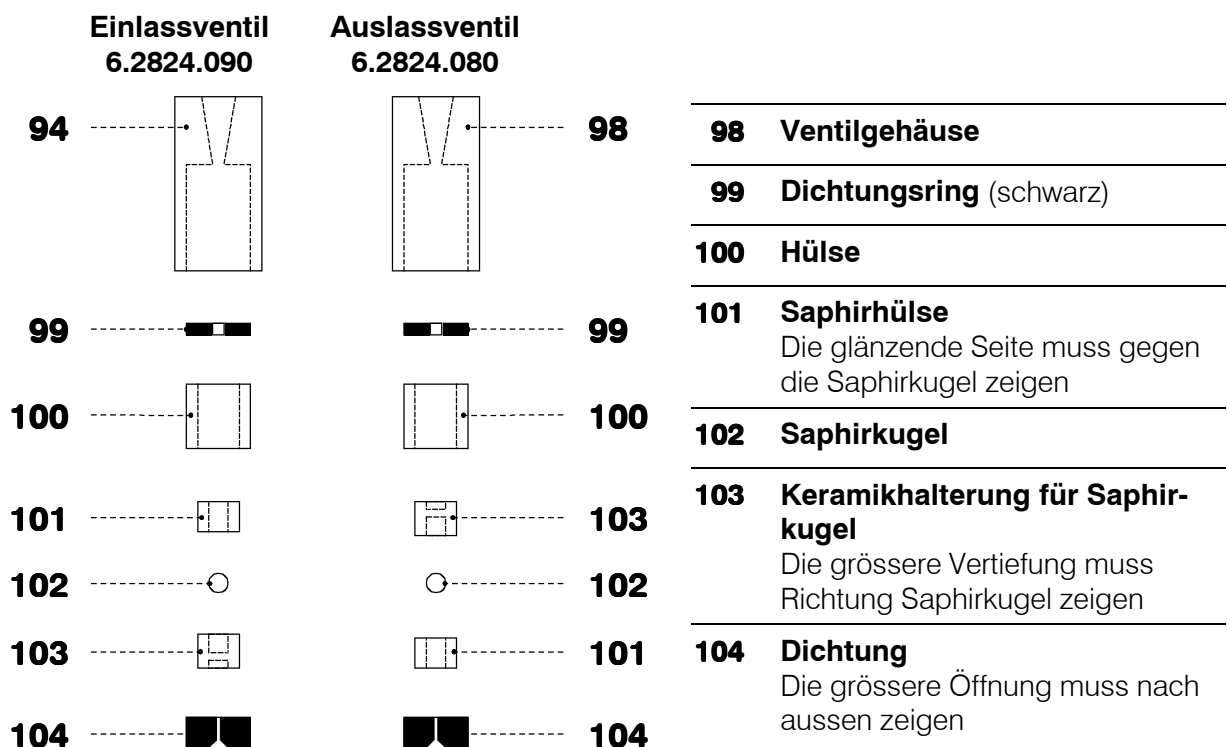 Einlassventil
6.2824.090
Auslassventil
6.2824.080
94
98
99
99
100
100
101
103
102
102
103
101
104
104
98 Ventilgehäuse
99 Dichtungsring (schwarz)
100 Hülse
101 Saphirhülse
Die glänzende Seite muss gegen
die Saphirkugel zeigen
102 Saphirkugel
103 Keramikhalterung für Saphir-
kugel
Die grössere Vertiefung muss
Richtung Saphirkugel zeigen
104 Dichtung
Die grössere Öffnung muss nach
aussen zeigen